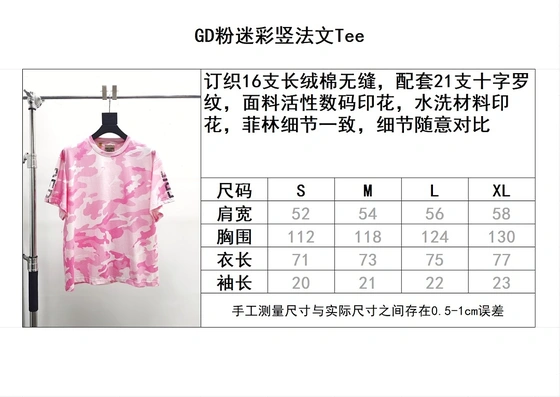 GD粉迷彩竖法文Tee
订织16支长绒棉无缝，配套21支十字罗
纹，面料活性数码印花，水洗材料印
花，菲林细节一致，细节随意对比
尺码 S M L XL
肩宽 52 54 56 58
胸围 112 118 124 130
衣长 71 73 75 77
袖长 20 21 22 23
手工测量尺寸与实际尺寸之间存在0.5-1cm误差